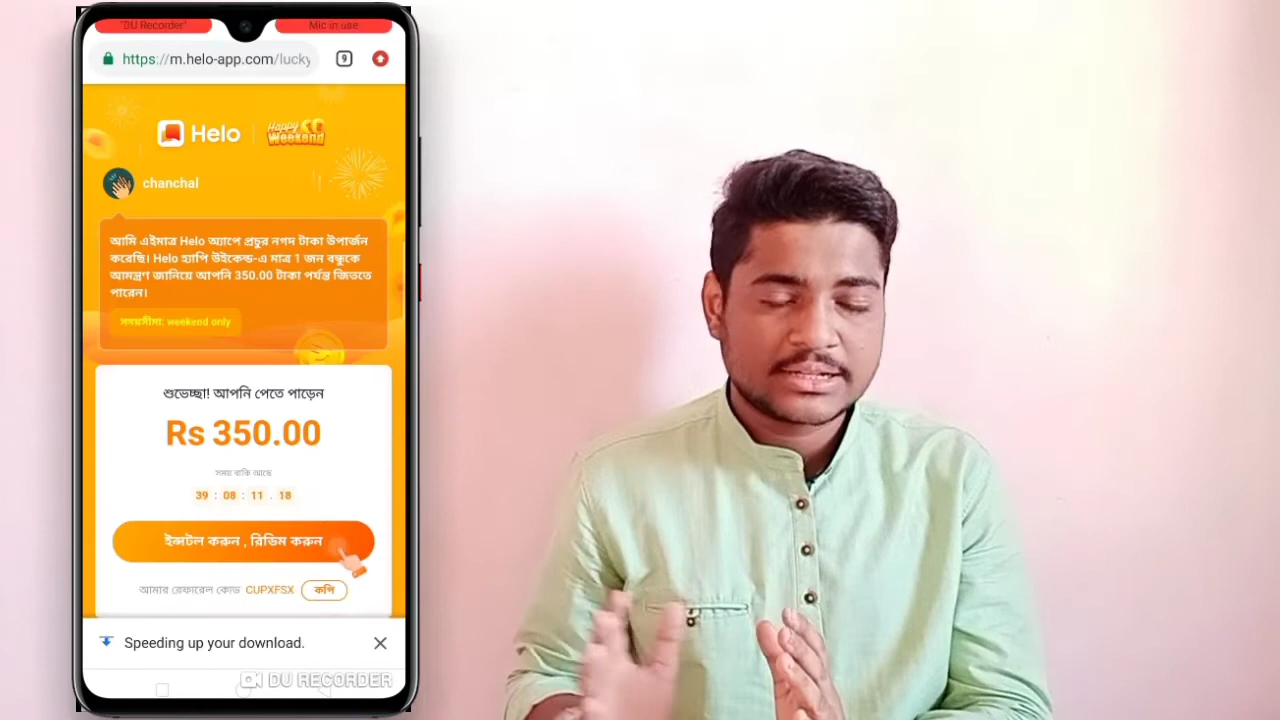 "DU Recorder" Mic in use
https://m.helo-app.com/lucky
9
Helo Happy Weekend
chanchal
আমি এইমাত্র Helo অ্যাপে প্রচুর নগদ টাকা উপার্জন
করেছি। Helo হ্যাপি উইকেন্ড-এ মাত্র 1 জন বন্ধুকে
আমন্ত্রণ জানিয়ে আপনি 350.00 টাকা পর্যন্ত জিততে
পারেন।
সময়সীমা: weekend only
শুভেচ্ছা! আপনি পেতে পাড়েন
Rs 350.00
সময় বাকি আছে
39 : 08 : 11 . 18
ইন্সটল করুন , রিডিম করুন
আমার রেফারেল কোড CUPXFSX কপি
Speeding up your download.
DU RECORDER